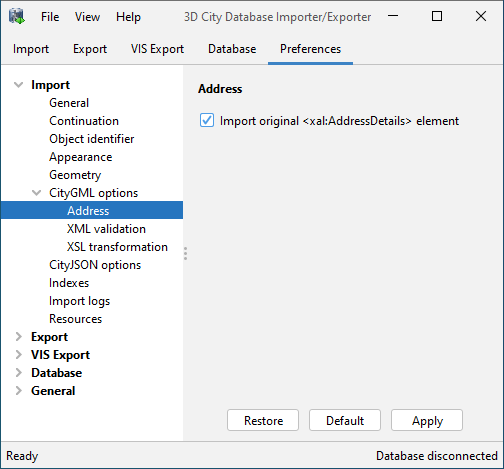 File View Help 3D City Database Importer/Exporter
Import Export VIS Export Database Preferences
Import
General
Continuation
Object identifier
Appearance
Geometry
CityGML options
Address
XML validation
XSL transformation
CityJSON options
Indexes
Import logs
Resources
Export
VIS Export
Database
General
Address
Import original <xal:AddressDetails> element
Restore Default Apply
Ready Database disconnected